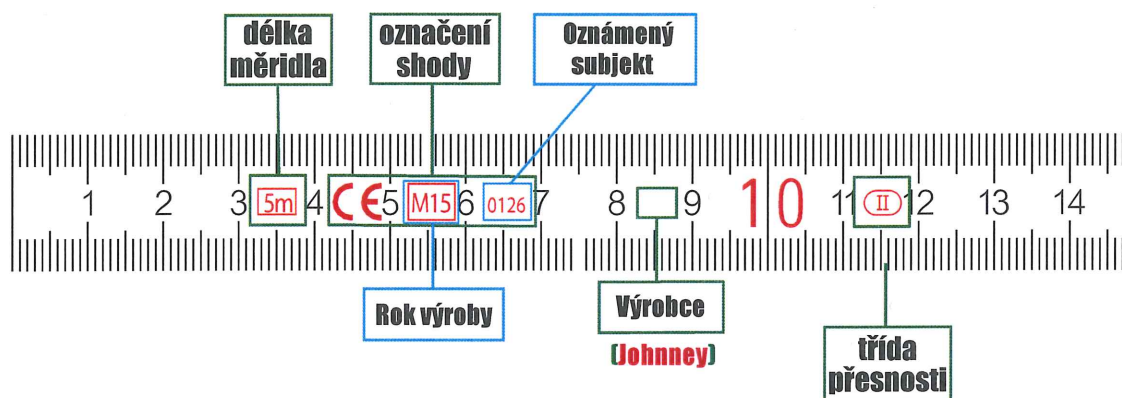 délka
měridla
označení
shody
Oznámený
subjekt
1 2 3 5m 4 CE 5 M15 6 0126 7 8 9 10 11 II 12 13 14
Rok výroby
Výrobce
(Johnney)
třída
přesnosti